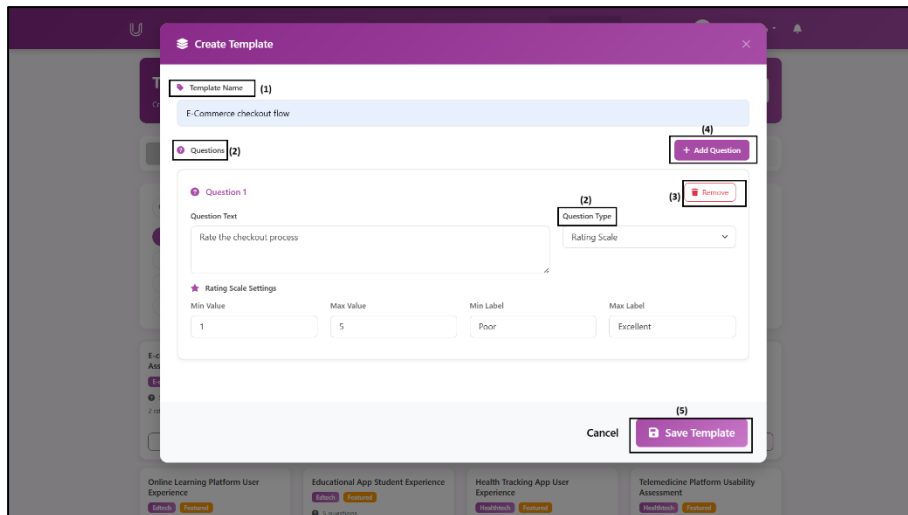 Create Template
Template Name (1)
E-Commerce checkout flow
(4)
Questions (2)
+ Add Question
Question 1
(3) Remove
(2)
Question Text
Question Type
Rate the checkout process
Rating Scale
Rating Scale Settings
Min Value Max Value Min Label Max Label
1 5 Poor Excellent
(5)
Cancel Save Template
Online Learning Platform User
Experience
Edtech Featured
Educational App Student Experience
Edtech Featured
5 questions
Health Tracking App User
Experience
Healthtech Featured
Telemedicine Platform Usability
Assessment
Healthtech Featured